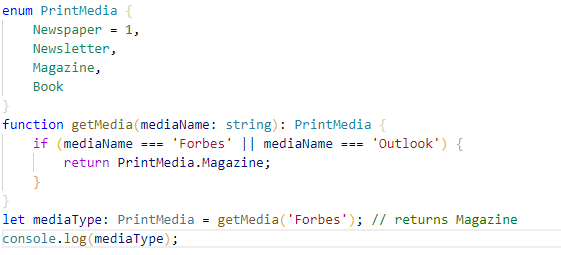 enum PrintMedia {
    Newspaper = 1,
    Newsletter,
    Magazine,
    Book
}
function getMedia(mediaName: string): PrintMedia {
    if (mediaName === 'Forbes' || mediaName === 'Outlook') {
        return PrintMedia.Magazine;
    }
}
let mediaType: PrintMedia = getMedia('Forbes'); // returns Magazine
console.log(mediaType);